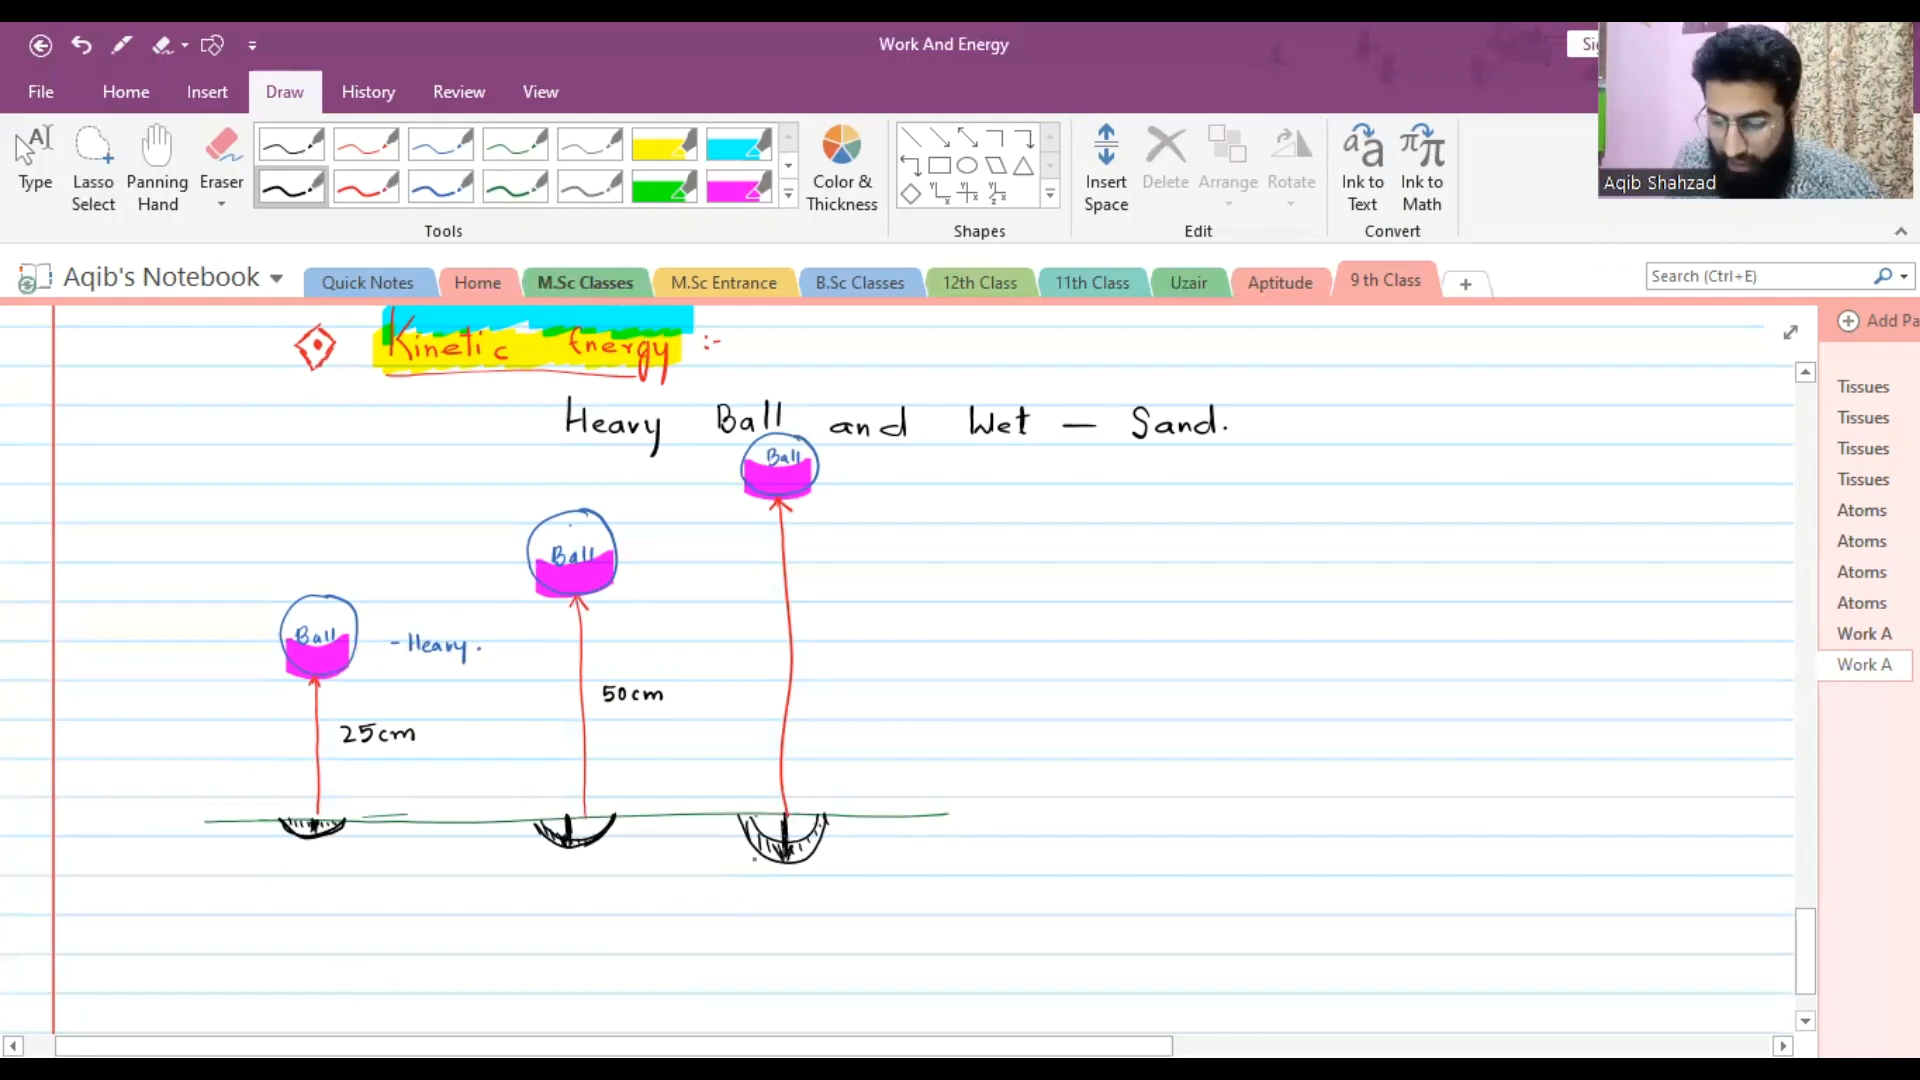 Work And Energy
Si
File Home Insert Draw History Review View
Aqib Shahzad
Type
Lasso Select
Panning Hand
Eraser
Color & Thickness
Insert Space
Delete
Arrange
Rotate
Ink to Text
Ink to Math
Tools
Shapes
Edit
Convert
Aqib's Notebook
Quick Notes Home M.Sc Classes M.Sc Entrance B.Sc Classes 12th Class 11th Class Uzair Aptitude 9 th Class
Search (Ctrl+E)
Add Pa
Kinetic Energy :-
Heavy Ball and Wet - Sand.
Ball
Ball
Ball
- Heavy.
50cm
25cm
Tissues
Tissues
Tissues
Tissues
Atoms
Atoms
Atoms
Atoms
Work A
Work A